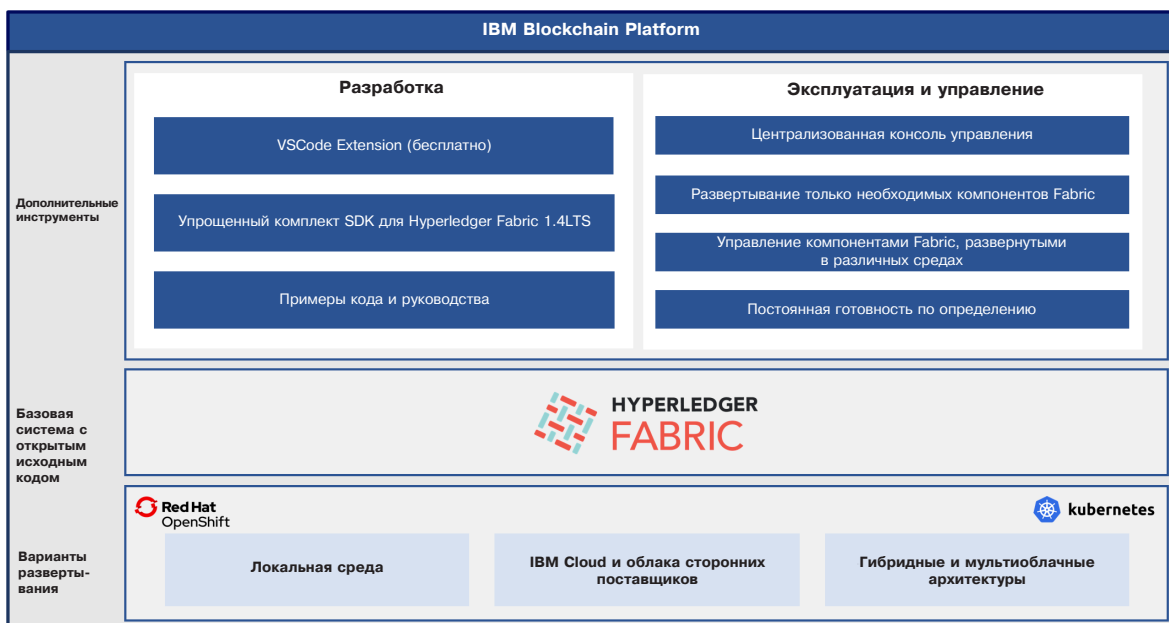 IBM Blockchain Platform
Дополнительные
инструменты
Разработка
VSCode Extension (бесплатно)
Упрощенный комплект SDK для Hyperledger Fabric 1.4LTS
Примеры кода и руководства
Эксплуатация и управление
Централизованная консоль управления
Развертывание только необходимых компонентов Fabric
Управление компонентами Fabric, развернутыми
в различных средах
Постоянная готовность по определению
Базовая
система с
открытым
исходным
кодом
HYPERLEDGER
FABRIC
Варианты
разверты-
вания
Red Hat
OpenShift
kubernetes
Локальная среда
IBM Cloud и облака сторонних
поставщиков
Гибридные и мультиоблачные
архитектуры